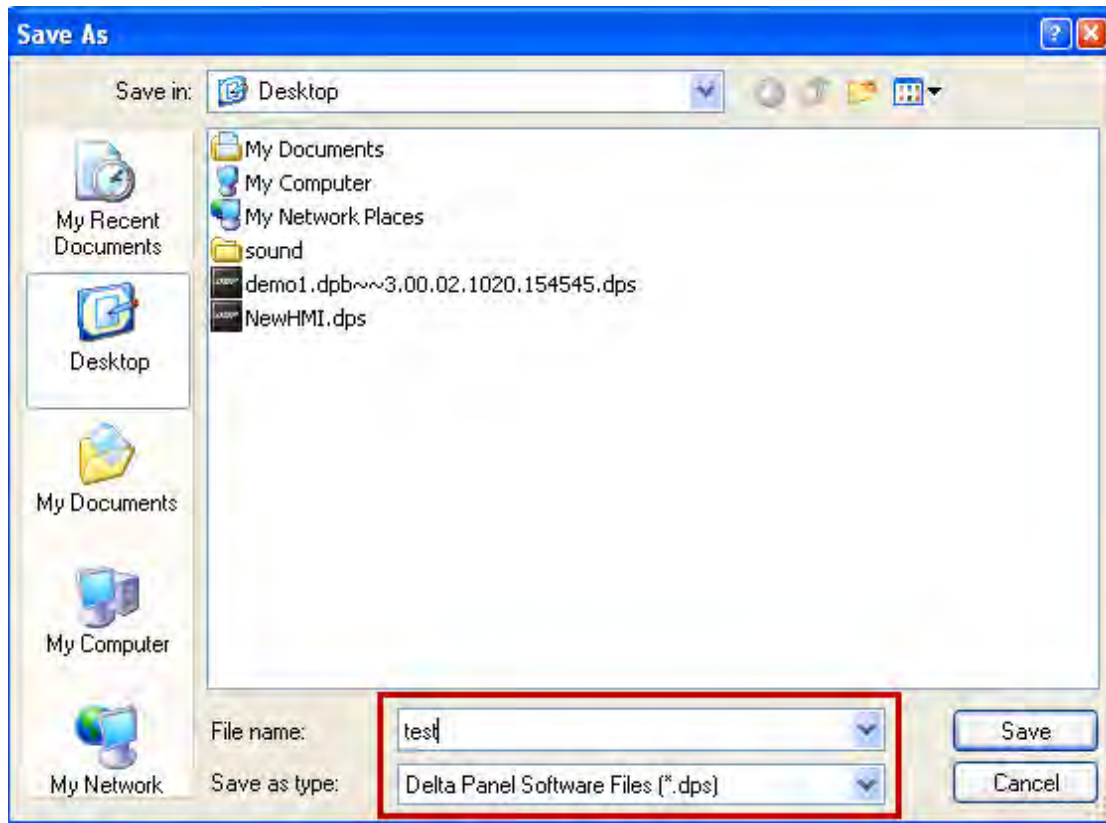 Save As
Save in:
Desktop
My Recent
Documents
Desktop
My Documents
My Computer
My Network
My Documents
My Computer
My Network Places
sound
demo1.dpb~~3.00.02.1020.154545.dps
NewHMI.dps
File name:
test
Save
Save as type:
Delta Panel Software Files (*.dps)
Cancel